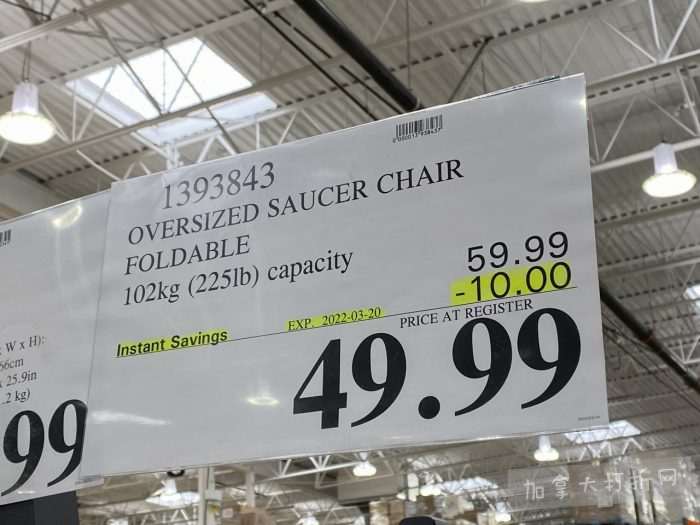 1393843
OVERSIZED SAUCER CHAIR
FOLDABLE
102kg (225lb) capacity
59.99
-10.00
Instant Savings
EXP. 2022-03-20
PRICE AT REGISTER
49.99
W x H):
66cm
x 25.9in
.2 kg)
99
加拿大打折网